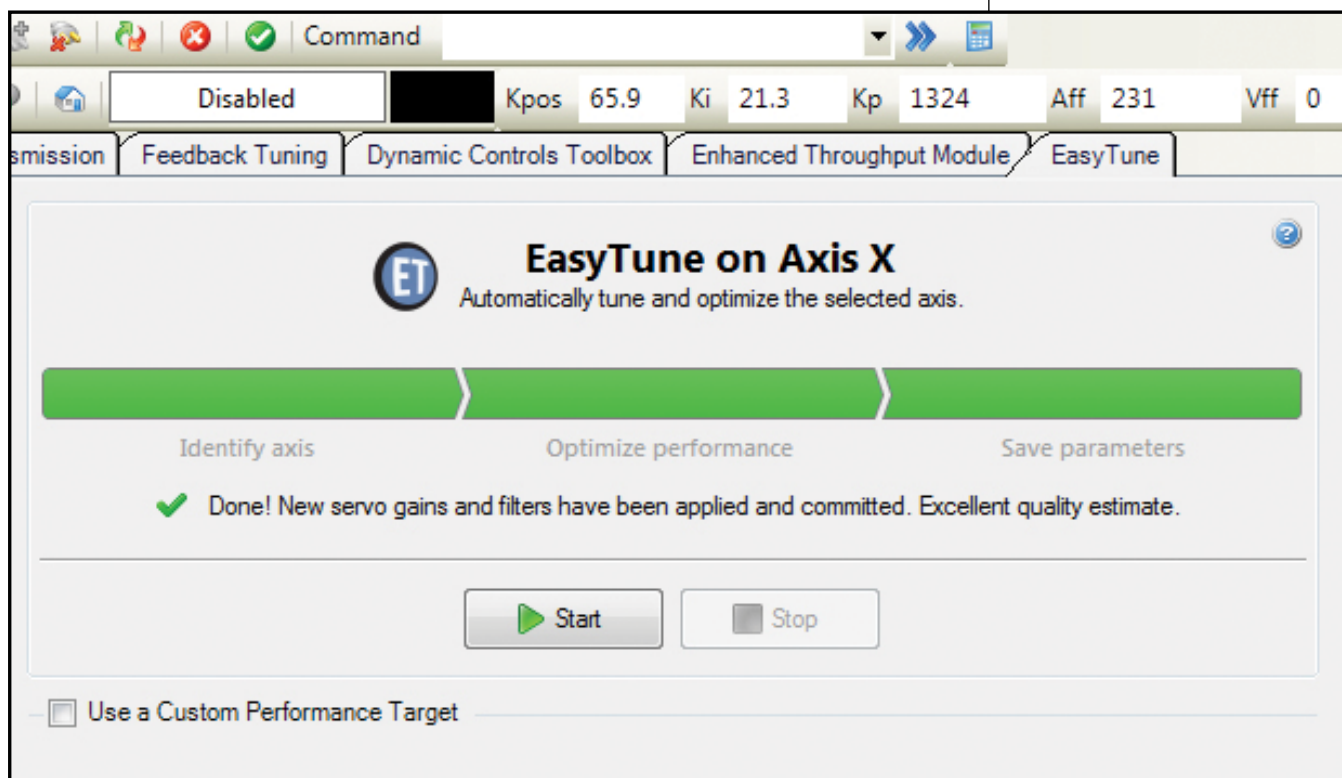 Command
Disabled Kpos 65.9 Ki 21.3 Kp 1324 Aff 231 Vff 0
smission Feedback Tuning Dynamic Controls Toolbox Enhanced Throughput Module EasyTune
ET EasyTune on Axis X
Automatically tune and optimize the selected axis.
Identify axis Optimize performance Save parameters
Done! New servo gains and filters have been applied and committed. Excellent quality estimate.
Start Stop
Use a Custom Performance Target